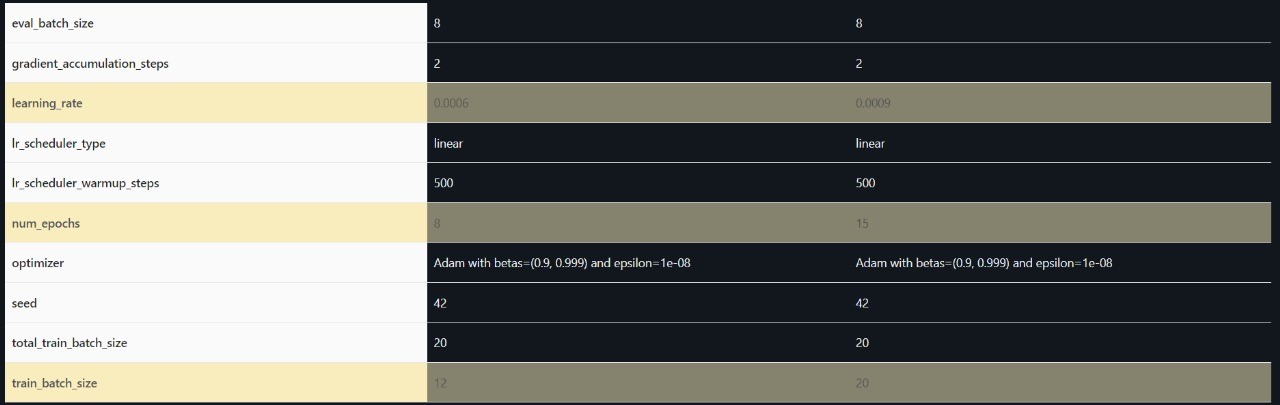 eval_batch_size 8 8
gradient_accumulation_steps 2 2
learning_rate 0.0006 0.0009
lr_scheduler_type linear linear
lr_scheduler_warmup_steps 500 500
num_epochs 8 15
optimizer Adam with betas=(0.9, 0.999) and epsilon=1e-08 Adam with betas=(0.9, 0.999) and epsilon=1e-08
seed 42 42
total_train_batch_size 20 20
train_batch_size 12 20